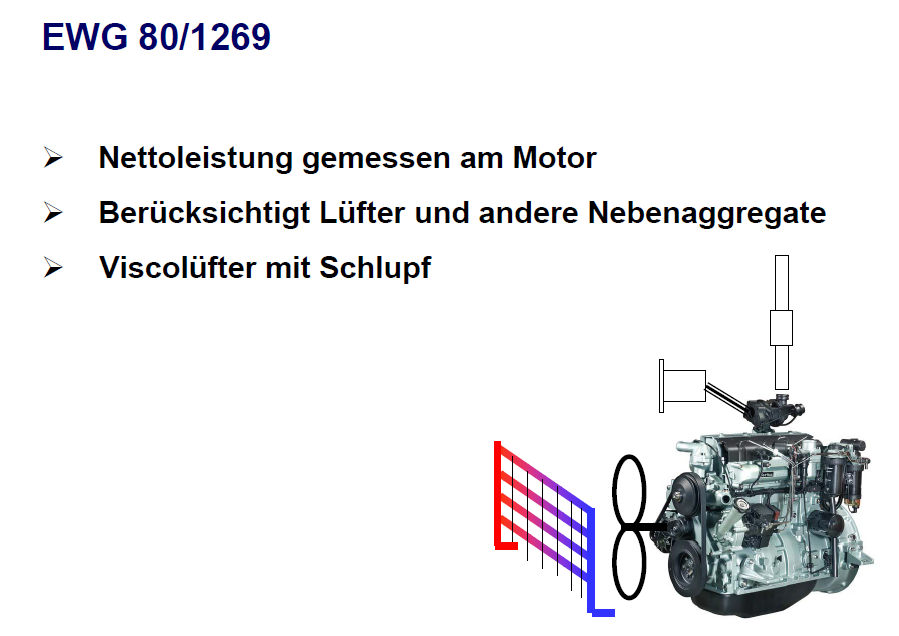 EWG 80/1269
➢ Nettoleistung gemessen am Motor
➢ Berücksichtigt Lüfter und andere Nebenaggregate
➢ Viscolüfter mit Schlupf